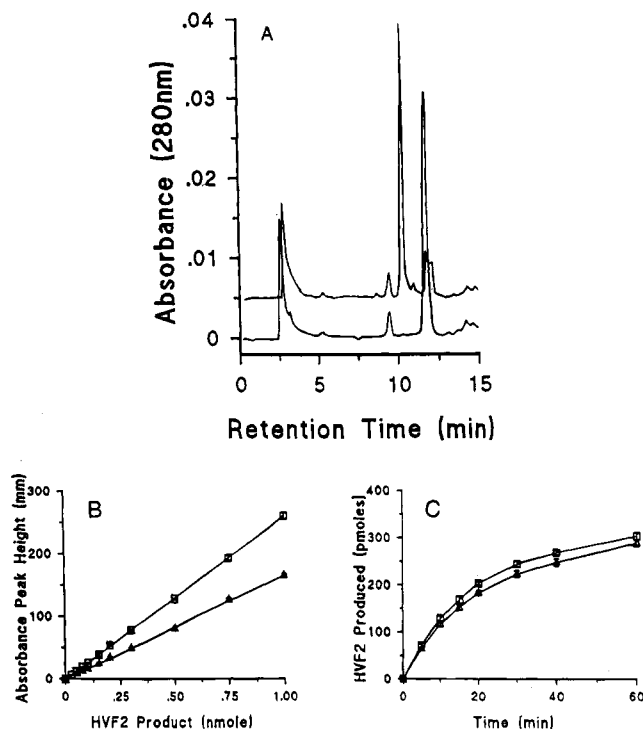 A
.04
.03
.02
.01
0
Absorbance (280nm)
0 5 10 15
Retention Time (min)
B
300
200
100
0
Absorbance Peak Height (mm)
0 .25 .50 .75 1.00
HVF2 Product (nmole)
C
400
300
200
100
0
HVF2 Produced (pmoles)
0 20 40 60
Time (min)